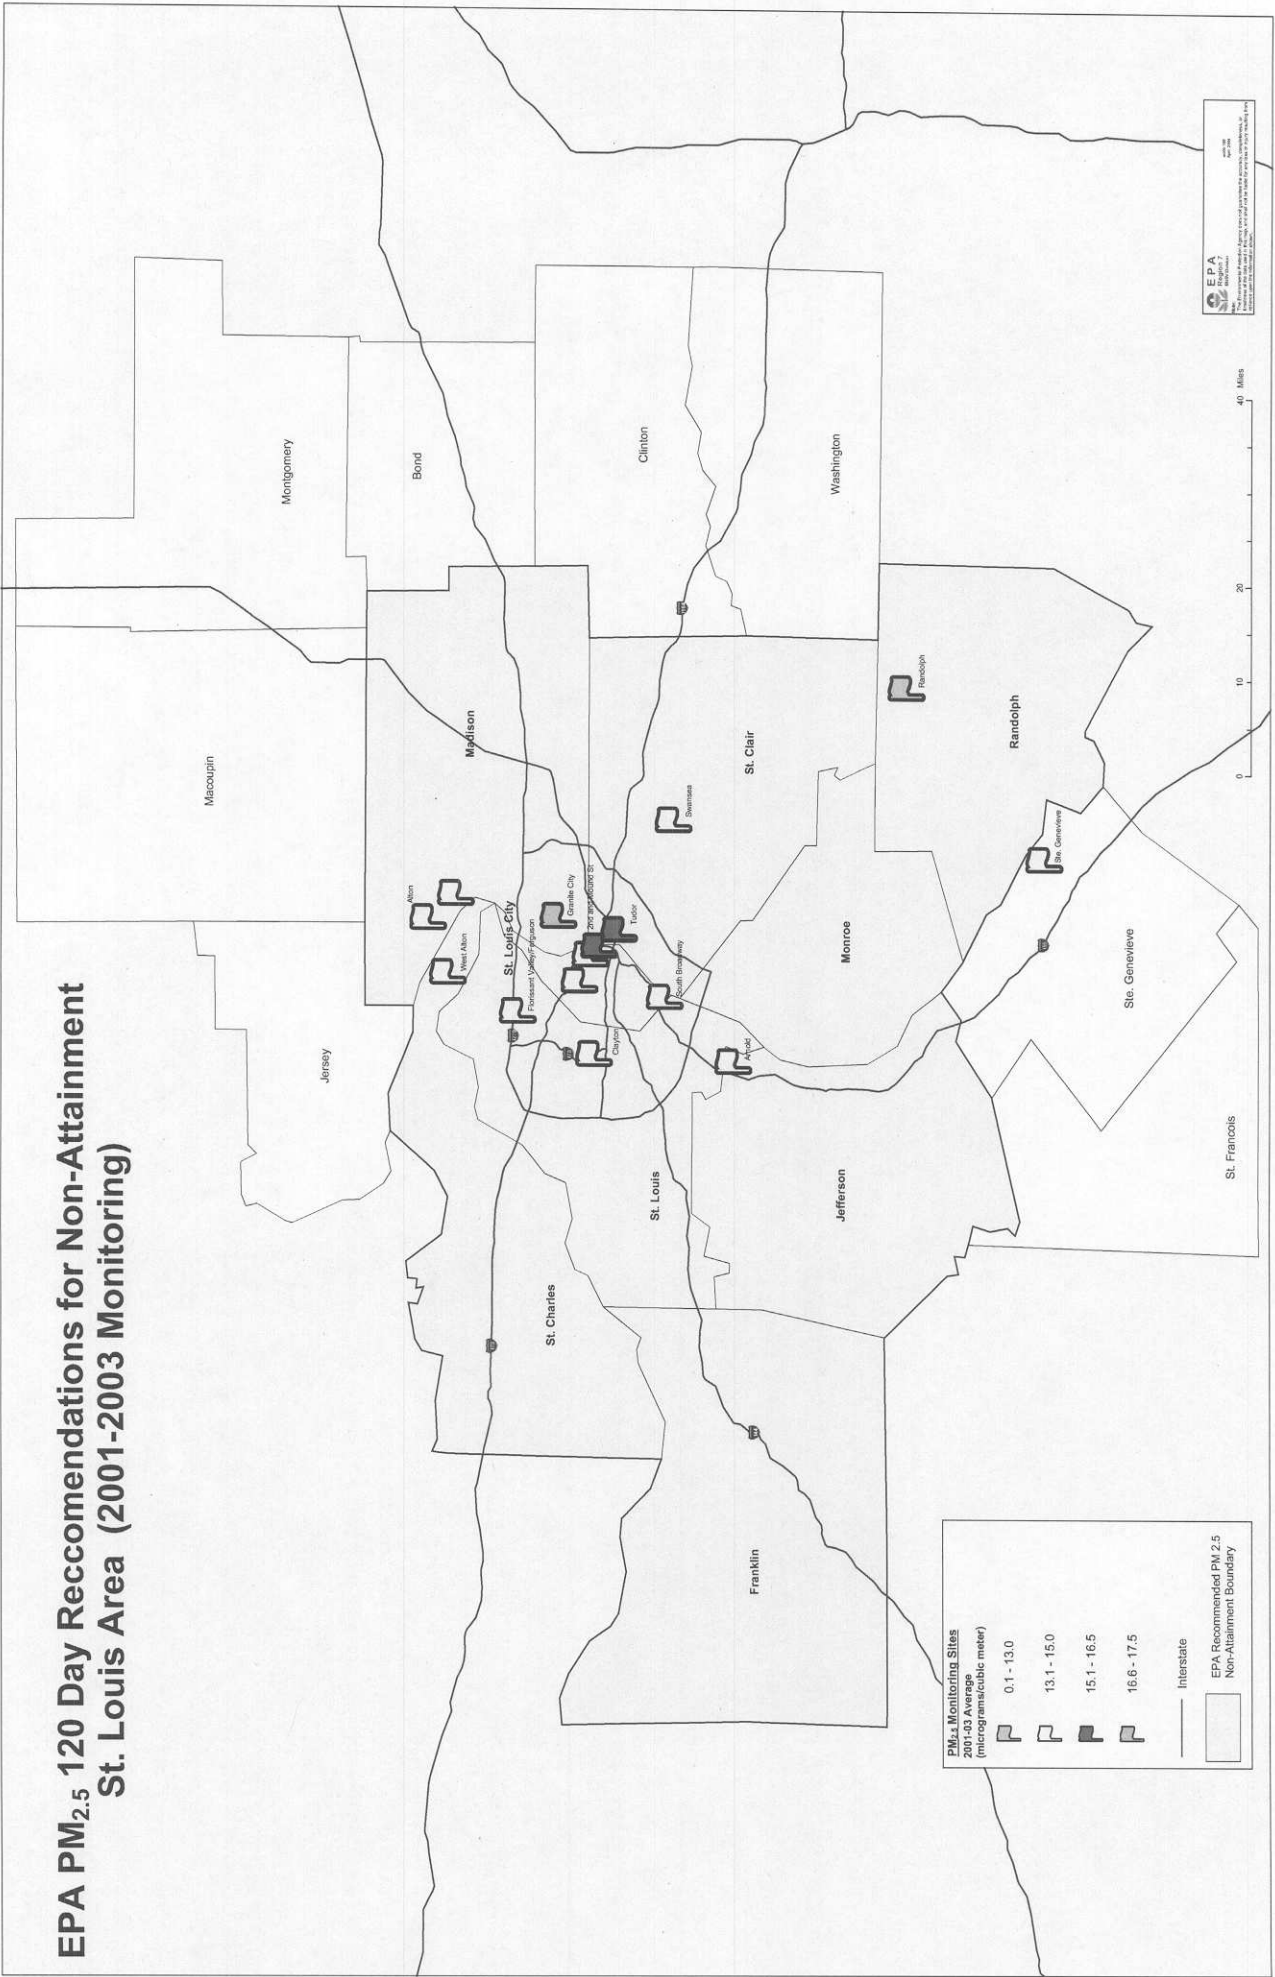 EPA PM2.5 120 Day Reccomendations for Non-Attainment
St. Louis Area (2001-2003 Monitoring)
Macoupin
Montgomery
Bond
Jersey
Madison
Clinton
Washington
St. Clair
Randolph
Monroe
St. Louis City
St. Charles
St. Louis
Jefferson
Franklin
Ste. Genevieve
St. Francois
Alton
West Alton
Granite City
2nd and Mound St
Tudor
Florissant Valley/Ferguson
Clayton
South Broadway
Arnold
Swansea
Randolph
Ste. Genevieve
PM2.5 Monitoring Sites
2001-03 Average
(micrograms/cubic meter)
0.1 - 13.0
13.1 - 15.0
15.1 - 16.5
16.6 - 17.5
Interstate
EPA Recommended PM 2.5
Non-Attainment Boundary
0 10 20 40 Miles
EPA
Region 7